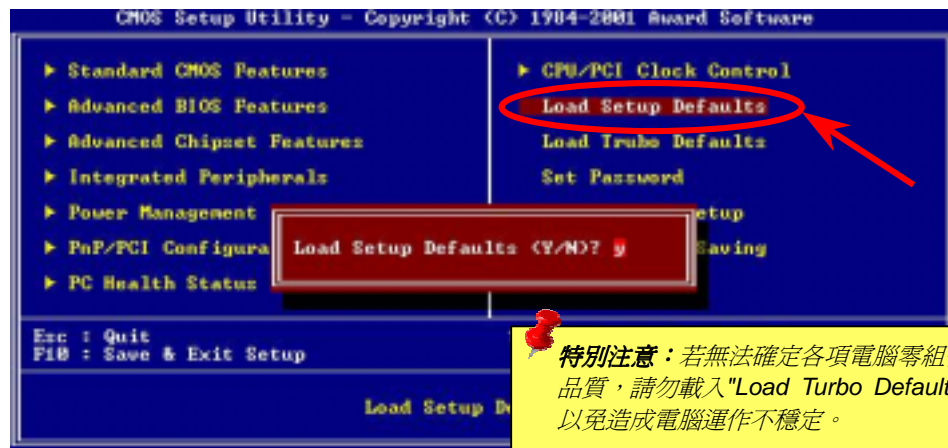 CMOS Setup Utility - Copyright (C) 1984-2001 Award Software
▶ Standard CMOS Features
▶ Advanced BIOS Features
▶ Advanced Chipset Features
▶ Integrated Peripherals
▶ Power Management
▶ PnP/PCI Configura
▶ PC Health Status
▶ CPU/PCI Clock Control
Load Setup Defaults
Load Trubo Defaults
Set Password
etup
Saving
Load Setup Defaults (Y/N)? y
Esc : Quit
F10 : Save & Exit Setup
Load Setup D
特別注意：若無法確定各項電腦零組
品質，請勿載入"Load Turbo Default
以免造成電腦運作不穩定。